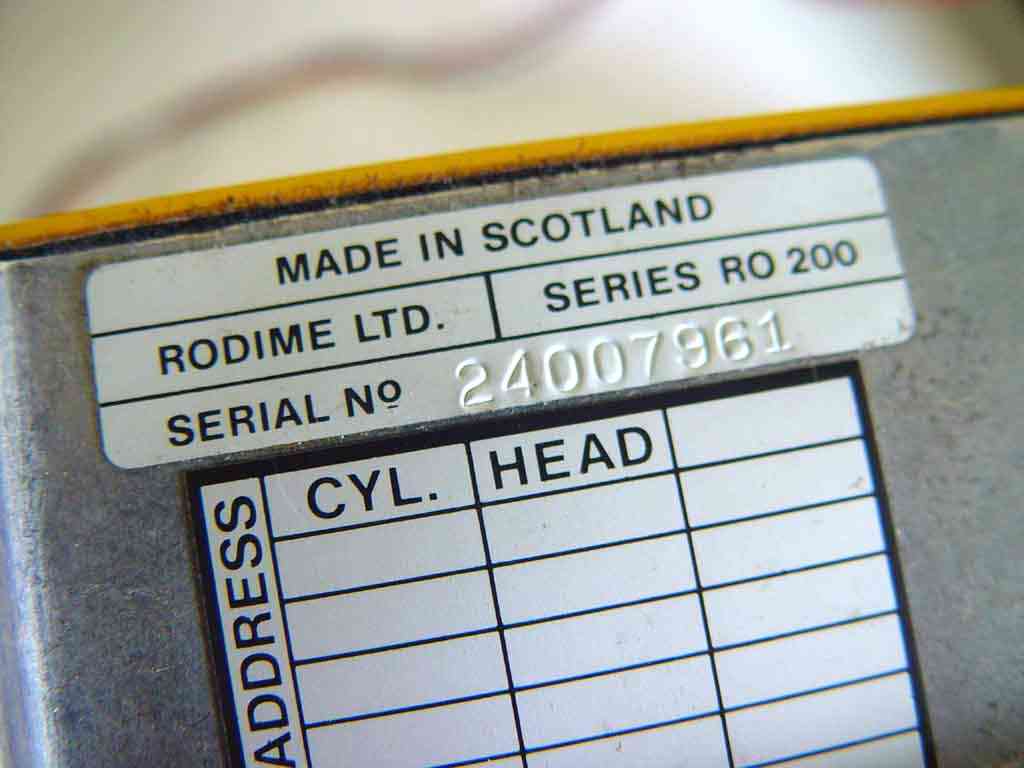 MADE IN SCOTLAND
RODIME LTD. SERIES RO 200
SERIAL Nº 24007961
CYL. HEAD
ADDRESS